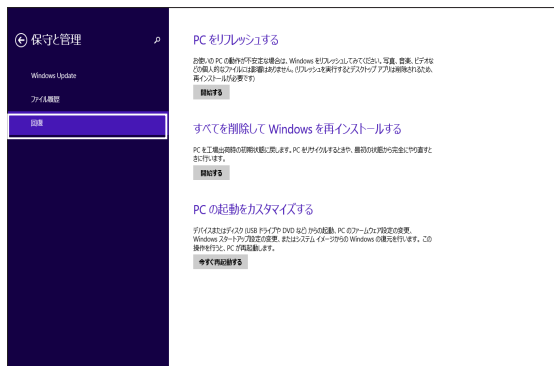 保守と管理
Windows Update
ファイル履歴
回復
PC をリフレッシュする
お使いの PC の動作が不安定な場合は、Windows をリフレッシュしてみてください。写真、音楽、ビデオな
どの個人的なファイルには影響はありません。(リフレッシュを実行するとデスクトップ アプリは削除されるため、
再インストールが必要です)
開始する
すべてを削除して Windows を再インストールする
PC を工場出荷時の初期状態に戻します。PC をリサイクルするときや、最初の状態から完全にやり直すと
きに行います。
開始する
PC の起動をカスタマイズする
デバイスまたはディスク (USB ドライブや DVD など) からの起動、PC のファームウェア設定の変更、
Windows スタートアップ設定の変更、またはシステム イメージからの Windows の復元を行います。この
操作を行うと、PC が再起動します。
今すぐ再起動する